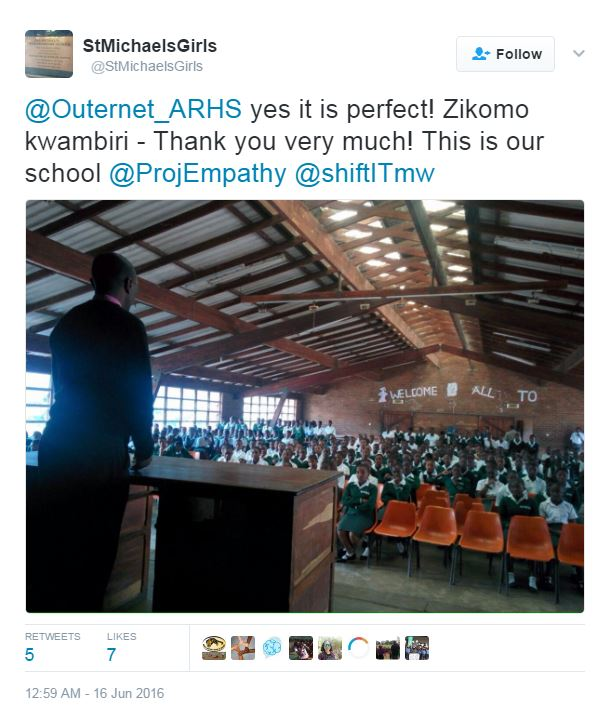 StMichaelsGirls
@StMichaelsGirls
Follow
@Outernet_ARHS yes it is perfect! Zikomo
kwambiri - Thank you very much! This is our
school @ProjEmpathy @shiftITmw
WELCOME ALL TO
RETWEETS LIKES
5 7
12:59 AM - 16 Jun 2016